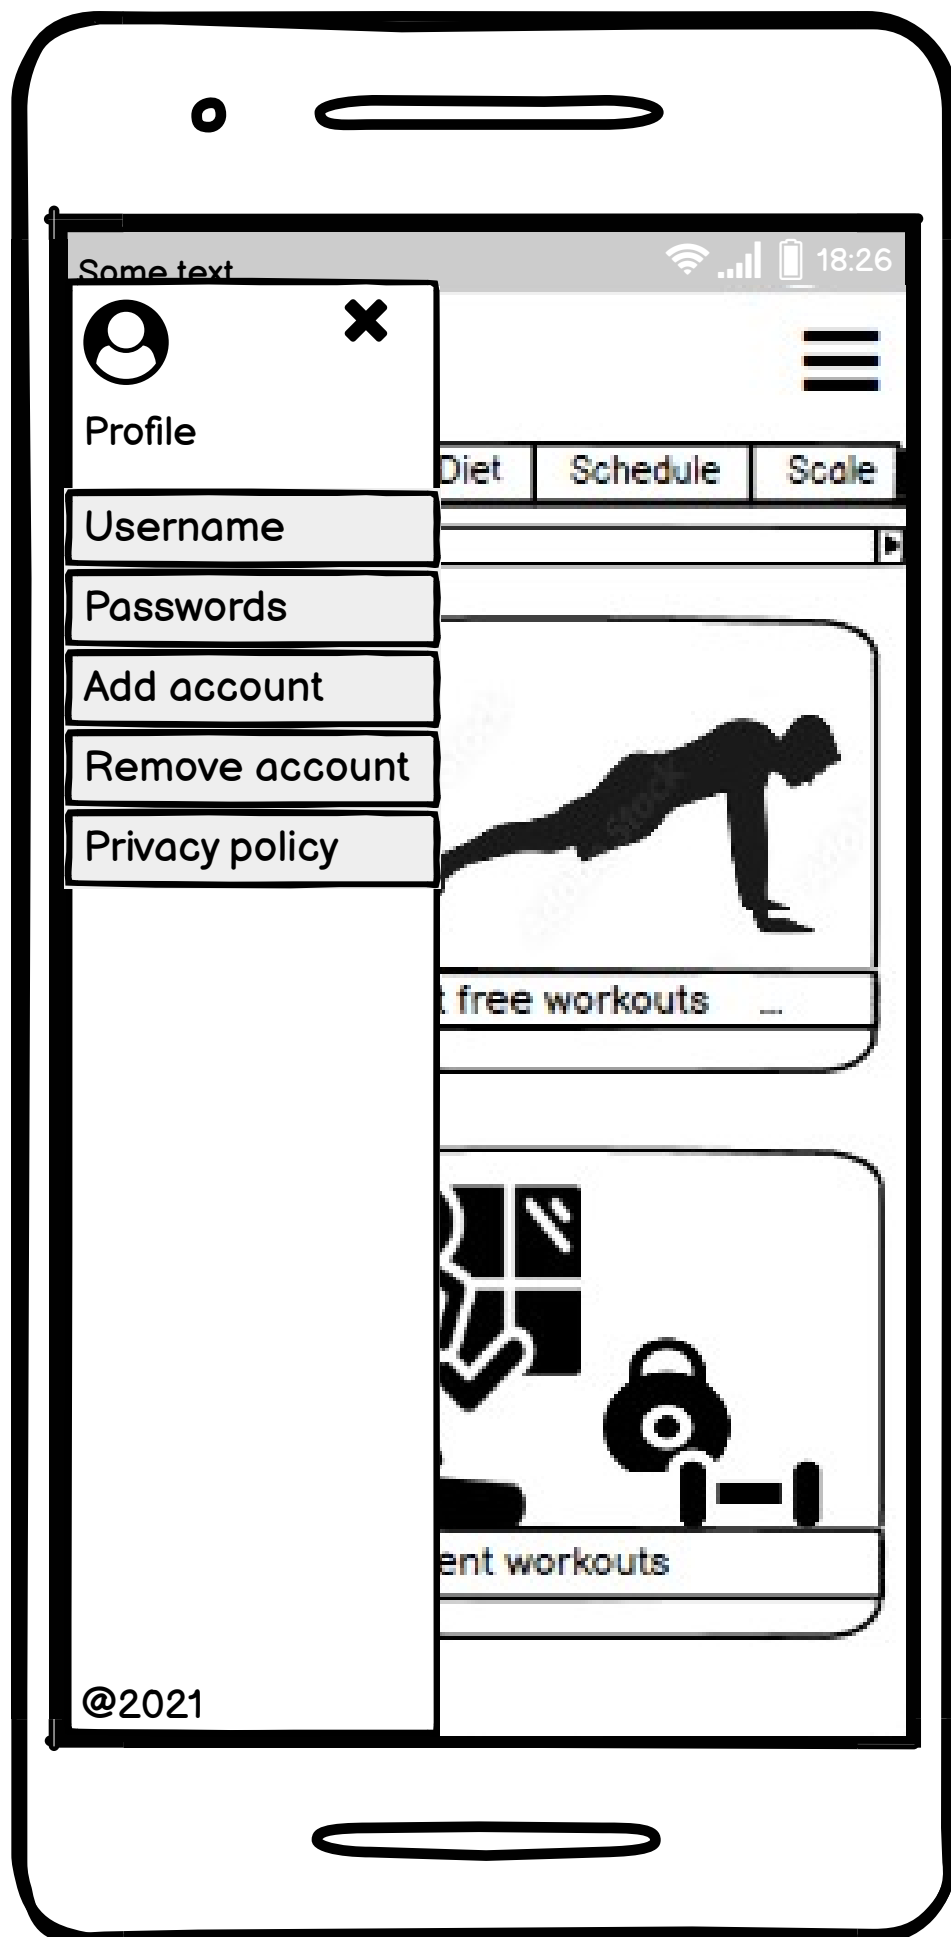 Some text
18:26
Profile
Diet Schedule Scale
Username
Passwords
Add account
Remove account
Privacy policy
free workouts ...
workouts
@2021